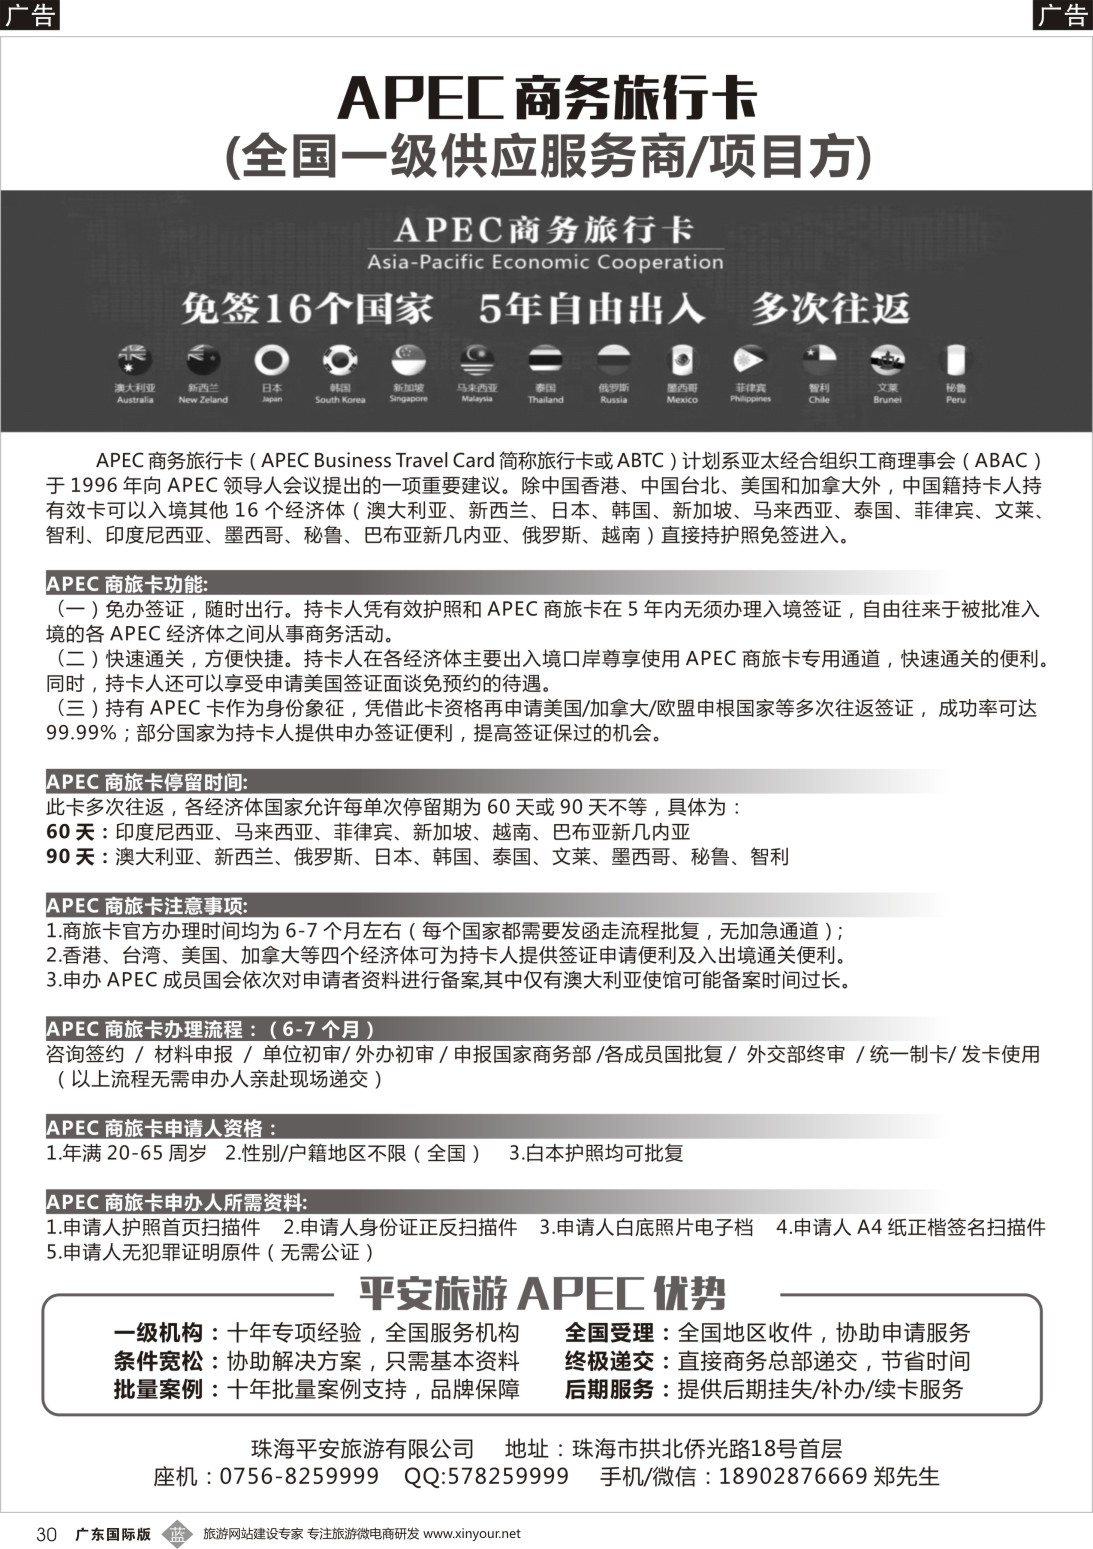 广告
广告
APEC 商务旅行卡
(全国一级供应服务商/项目方)
APEC商务旅行卡
Asia-Pacific Economic Cooperation
免签16个国家 5年自由出入 多次往返
澳大利亚 新西兰 日本 韩国 新加坡 马来西亚 泰国 俄罗斯 墨西哥 菲律宾 智利 文莱 秘鲁
Australia New Zeland Japan South Korea Singapore Malaysia Thailand Russia Mexico Philippines Chile Brunei Peru
APEC 商务旅行卡（APEC Business Travel Card 简称旅行卡或 ABTC）计划系亚太经合组织工商理事会（ABAC）
于 1996 年向 APEC 领导人会议提出的一项重要建议。除中国香港、中国台北、美国和加拿大外，中国籍持卡人持
有效卡可以入境其他 16 个经济体（澳大利亚、新西兰、日本、韩国、新加坡、马来西亚、泰国、菲律宾、文莱、
智利、印度尼西亚、墨西哥、秘鲁、巴布亚新几内亚、俄罗斯、越南）直接持护照免签进入。
APEC 商旅卡功能:
（一）免办签证，随时出行。持卡人凭有效护照和 APEC 商旅卡在 5 年内无须办理入境签证，自由往来于被批准入
境的各 APEC 经济体之间从事商务活动。
（二）快速通关，方便快捷。持卡人在各经济体主要出入境口岸尊享使用 APEC 商旅卡专用通道，快速通关的便利。
同时，持卡人还可以享受申请美国签证面谈免预约的待遇。
（三）持有 APEC 卡作为身份象征，凭借此卡资格再申请美国/加拿大/欧盟申根国家等多次往返签证， 成功率可达
99.99%；部分国家为持卡人提供申办签证便利，提高签证保过的机会。
APEC 商旅卡停留时间:
此卡多次往返，各经济体国家允许每单次停留期为 60 天或 90 天不等，具体为：
60 天：印度尼西亚、马来西亚、菲律宾、新加坡、越南、巴布亚新几内亚
90 天：澳大利亚、新西兰、俄罗斯、日本、韩国、泰国、文莱、墨西哥、秘鲁、智利
APEC 商旅卡注意事项:
1.商旅卡官方办理时间均为 6-7 个月左右（每个国家都需要发函走流程批复，无加急通道）；
2.香港、台湾、美国、加拿大等四个经济体可为持卡人提供签证申请便利及入出境通关便利。
3.申办 APEC 成员国会依次对申请者资料进行备案,其中仅有澳大利亚使馆可能备案时间过长。
APEC 商旅卡办理流程：（6-7 个月）
咨询签约 / 材料申报 / 单位初审/ 外办初审 / 申报国家商务部 /各成员国批复 / 外交部终审 / 统一制卡/ 发卡使用
（以上流程无需申办人亲赴现场递交）
APEC 商旅卡申请人资格：
1.年满 20-65 周岁 2.性别/户籍地区不限（全国） 3.白本护照均可批复
APEC 商旅卡申办人所需资料:
1.申请人护照首页扫描件 2.申请人身份证正反扫描件 3.申请人白底照片电子档 4.申请人 A4 纸正楷签名扫描件
5.申请人无犯罪证明原件（无需公证）
平安旅游 APEC 优势
一级机构：十年专项经验，全国服务机构 全国受理：全国地区收件，协助申请服务
条件宽松：协助解决方案，只需基本资料 终极递交：直接商务总部递交，节省时间
批量案例：十年批量案例支持，品牌保障 后期服务：提供后期挂失/补办/续卡服务
珠海平安旅游有限公司 地址：珠海市拱北侨光路18号首层
座机：0756-8259999 QQ:578259999 手机/微信：18902876669 郑先生
30 广东国际版 蓝 旅游网站建设专家 专注旅游微电商研发 www.xinyour.net